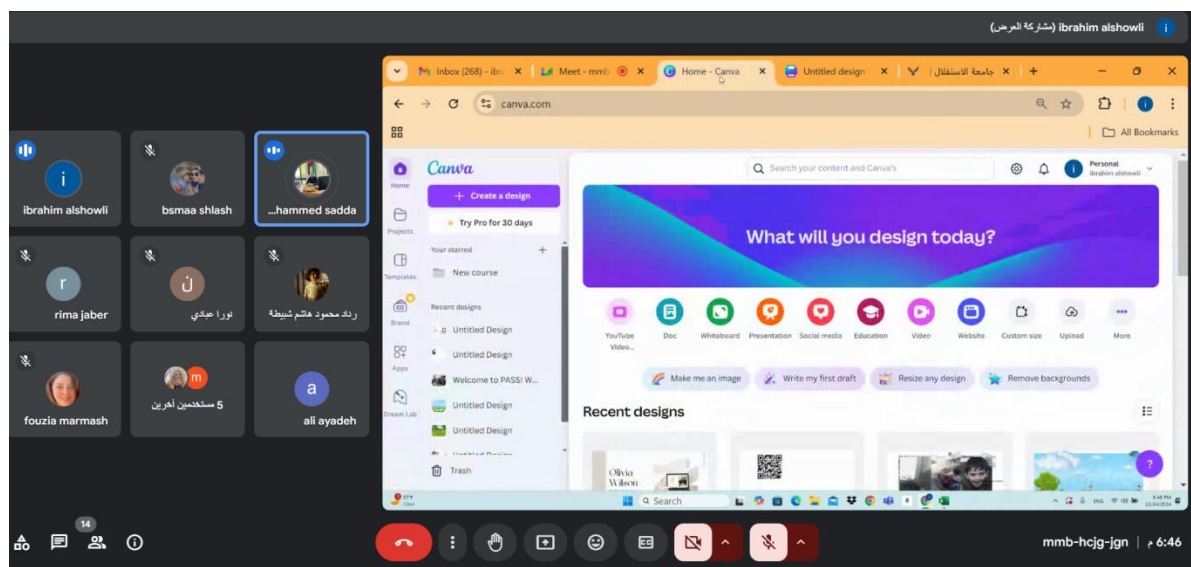 ibrahim alshowli (مشاركة العرض)
Inbox (268) - ibr
Meet - mmb
Home - Canva
Untitled design
جامعة الاستقلال
canva.com
All Bookmarks
ibrahim alshowli
bsmaa shlash
...hammed sadda
rima jaber
نورا عبادي
رناد محمود هاشم شبيطة
fouzia marmash
5 مستخدمين آخرين
ali ayadeh
Home
Projects
Templates
Brand
Apps
Dream Lab
Canva
+ Create a design
Try Pro for 30 days
Your starred
New course
Recent designs
Untitled Design
Untitled Design
Welcome to PASS! W...
Untitled Design
Untitled Design
Untitled Design
Trash
Search your content and Canva's
Personal
ibrahim alshowli
What will you design today?
YouTube Video...
Doc
Whiteboard
Presentation
Social media
Education
Video
Website
Custom size
Upload
More
Make me an image
Write my first draft
Resize any design
Remove backgrounds
Recent designs
Olivia
Wilson
Search
ENG
14
mmb-hcjg-jgn | 6:46 م